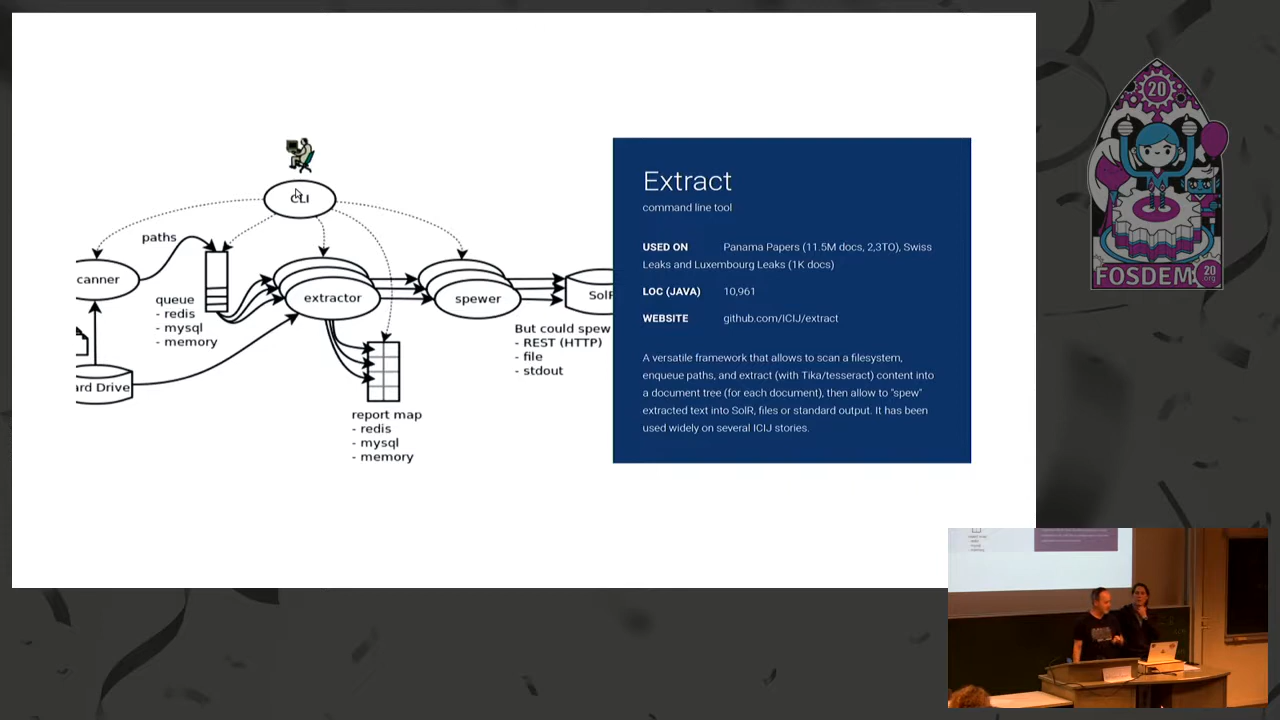 CLI
paths
canner
queue
- redis
- mysql
- memory
extractor
spewer
SolR
But could spew
- REST (HTTP)
- file
- stdout
ard Drive
report map
- redis
- mysql
- memory
Extract
command line tool
USED ON Panama Papers (11.5M docs, 2,3TO), Swiss
Leaks and Luxembourg Leaks (1K docs)
LOC (JAVA) 10,961
WEBSITE github.com/ICIJ/extract
A versatile framework that allows to scan a filesystem,
enqueue paths, and extract (with Tika/tesseract) content into
a document tree (for each document), then allow to "spew"
extracted text into SolR, files or standard output. It has been
used widely on several ICIJ stories.
20
FOSDEM
20
.org